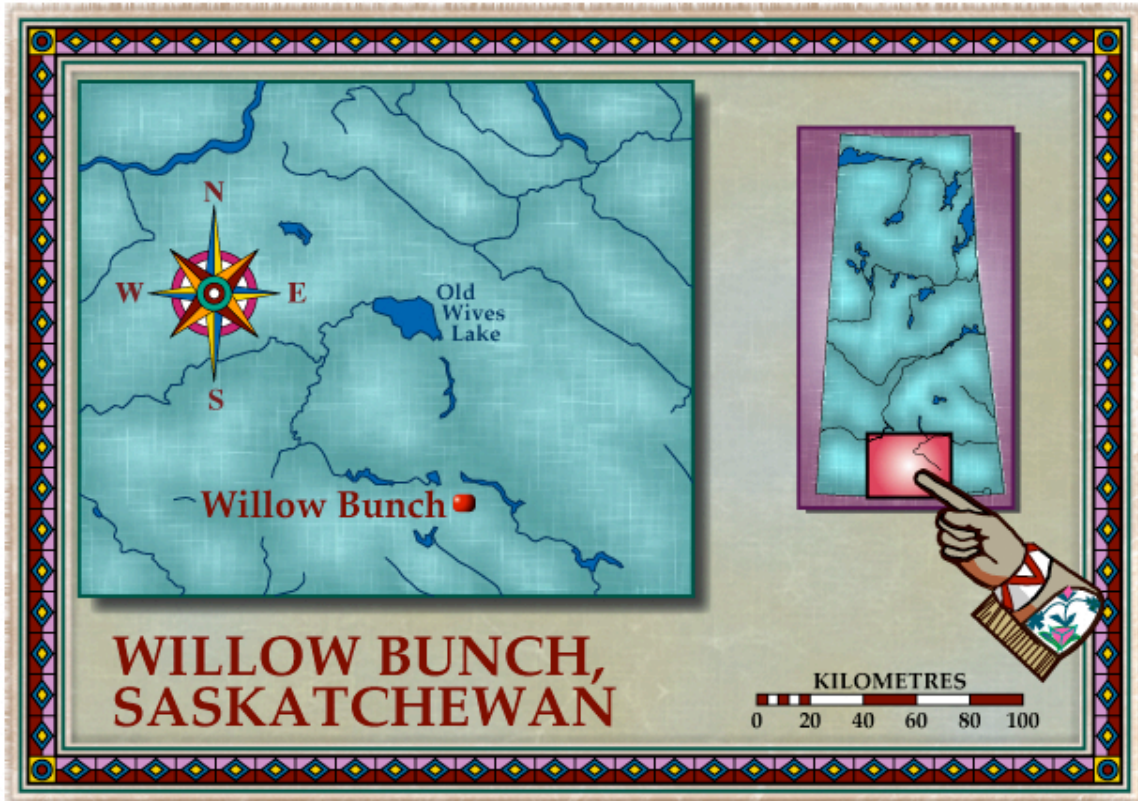 N
W
E
S
Old
Wives
Lake
Willow Bunch
WILLOW BUNCH,
SASKATCHEWAN
KILOMETRES
0 20 40 60 80 100